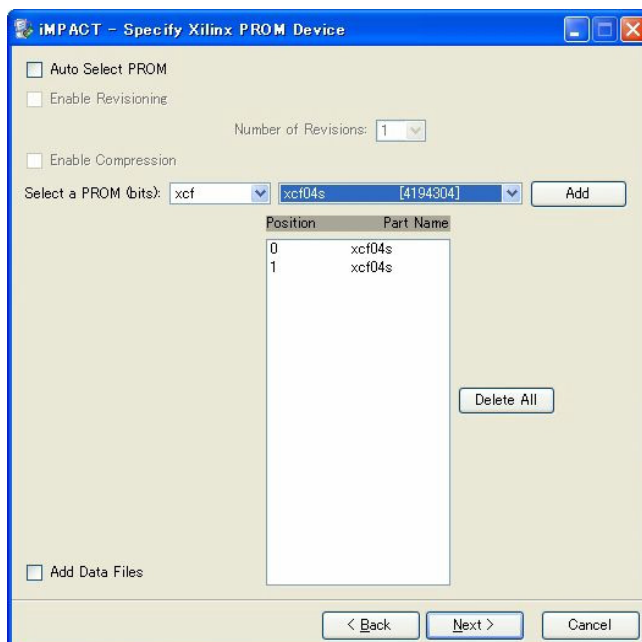 iMPACT - Specify Xilinx PROM Device
Auto Select PROM
Enable Revisioning
Number of Revisions: 1
Enable Compression
Select a PROM (bits): xcf xcf04s [4194304] Add
Position Part Name
0 xcf04s
1 xcf04s
Delete All
Add Data Files
< Back Next > Cancel